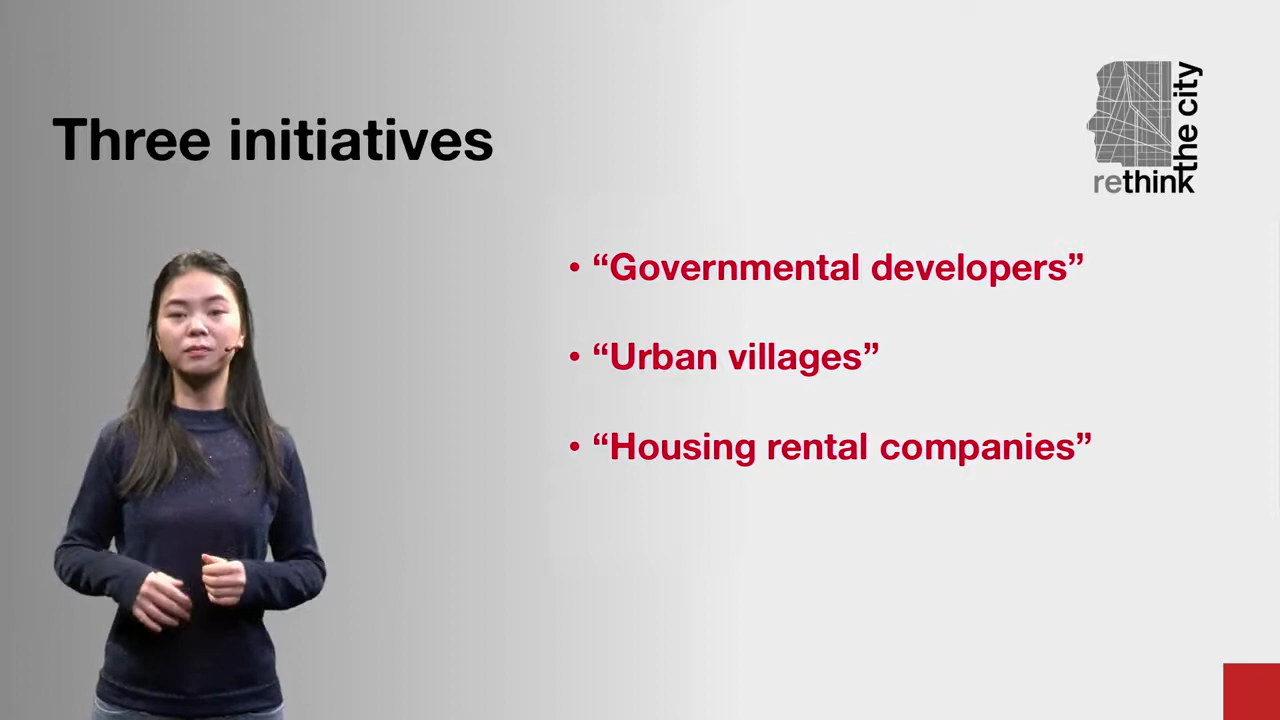 Three initiatives
rethink
the city
• “Governmental developers”
• “Urban villages”
• “Housing rental companies”